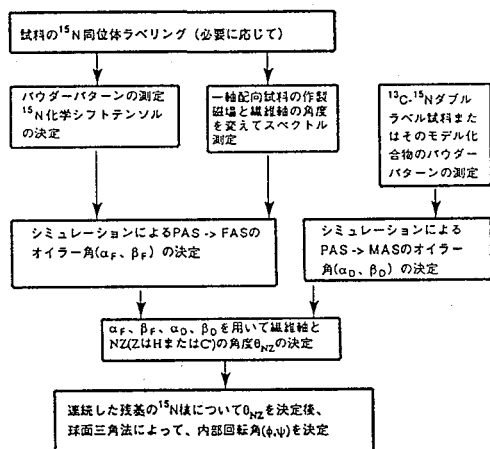 試料の¹⁵N同位体ラベリング（必要に応じて）
パウダーパターンの測定
¹⁵N化学シフトテンソル
の決定
一軸配向試料の作製
磁場と繊維軸の角度
を変えてスペクトル
測定
¹³C-¹⁵Nダブル
ラベル試料また
はそのモデル化
合物のパウダー
パターンの測定
シミュレーションによるPAS -> FASの
オイラー角(αF、βF) の決定
シミュレーションによる
PAS -> MASのオイラー
角(αD、βD) の決定
αF、βF、αD、βDを用いて繊維軸と
NZ(ZはHまたはC')の角度θNZの決定
連続した残基の¹⁵N核についてθNZを決定後、
球面三角法によって、内部回転角(φ,ψ)を決定